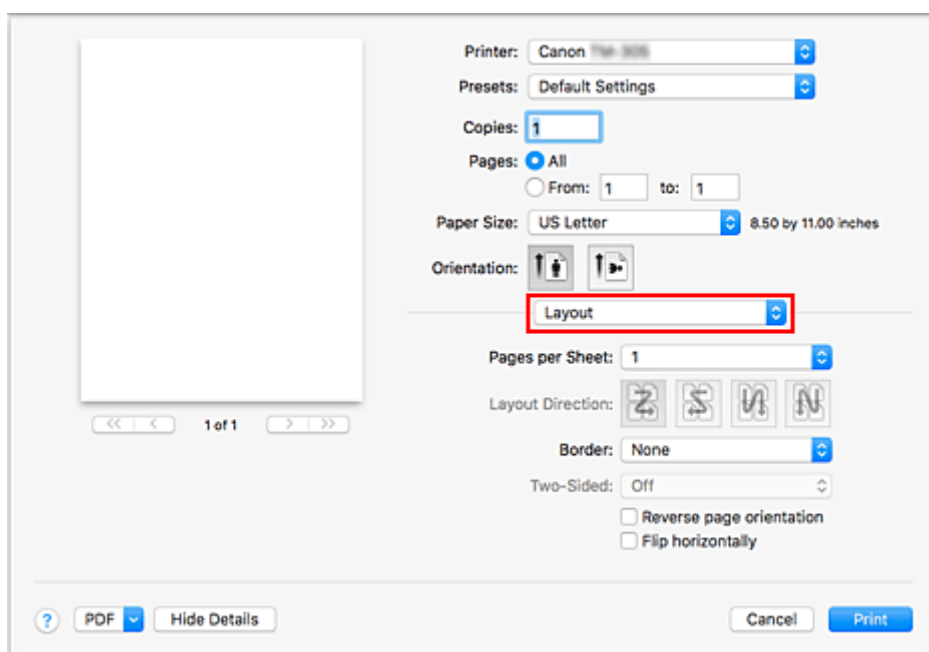 Printer: Canon
Presets: Default Settings
Copies: 1
Pages: All
From: 1 to: 1
Paper Size: US Letter 8.50 by 11.00 inches
Orientation:
Layout
Pages per Sheet: 1
Layout Direction:
1 of 1
Border: None
Two-Sided: Off
Reverse page orientation
Flip horizontally
? PDF Hide Details Cancel Print